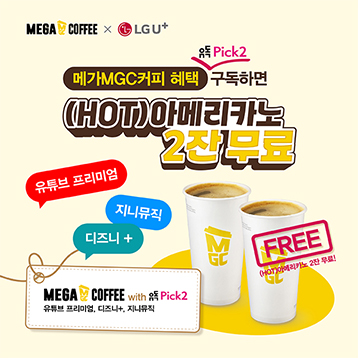 MEGA COFFEE × LG U+
유독 Pick2
메가MGC커피 혜택 구독하면
(HOT)아메리카노
2잔 무료
유튜브 프리미엄
지니뮤직
디즈니 +
MGC
MGC
FREE
(HOT)아메리카노 2잔 무료!
MEGA COFFEE with 유독 Pick2
유튜브 프리미엄, 디즈니+, 지니뮤직